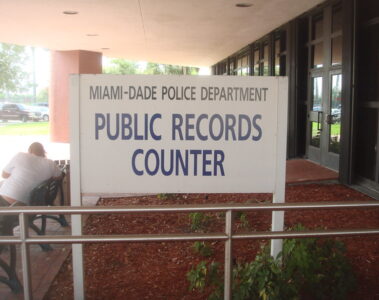 MIAMI-DADE POLICE DEPARTMENT
PUBLIC RECORDS
COUNTER